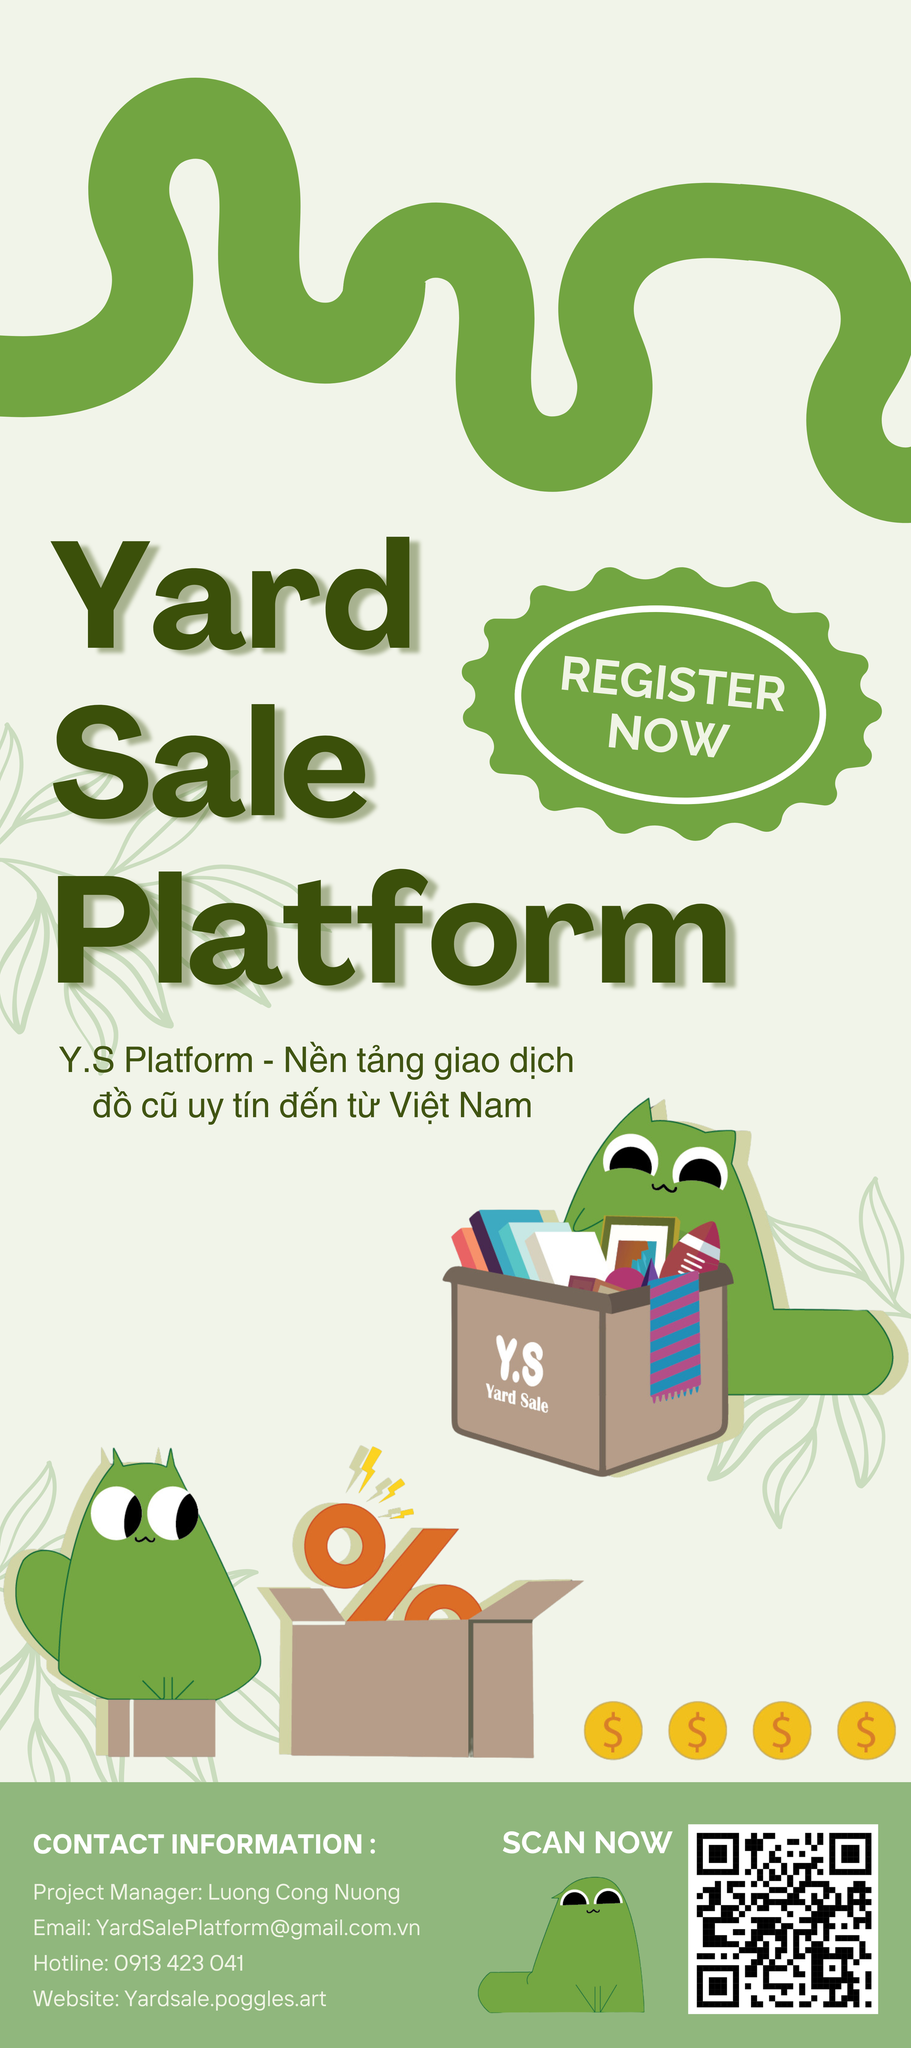 Yard
Sale
Platform
REGISTER
NOW
Y.S Platform - Nền tảng giao dịch
đồ cũ uy tín đến từ Việt Nam
Y.S
Yard Sale
%
$ $ $ $
CONTACT INFORMATION :
Project Manager: Luong Cong Nuong
Email: YardSalePlatform@gmail.com.vn
Hotline: 0913 423 041
Website: Yardsale.poggles.art
SCAN NOW